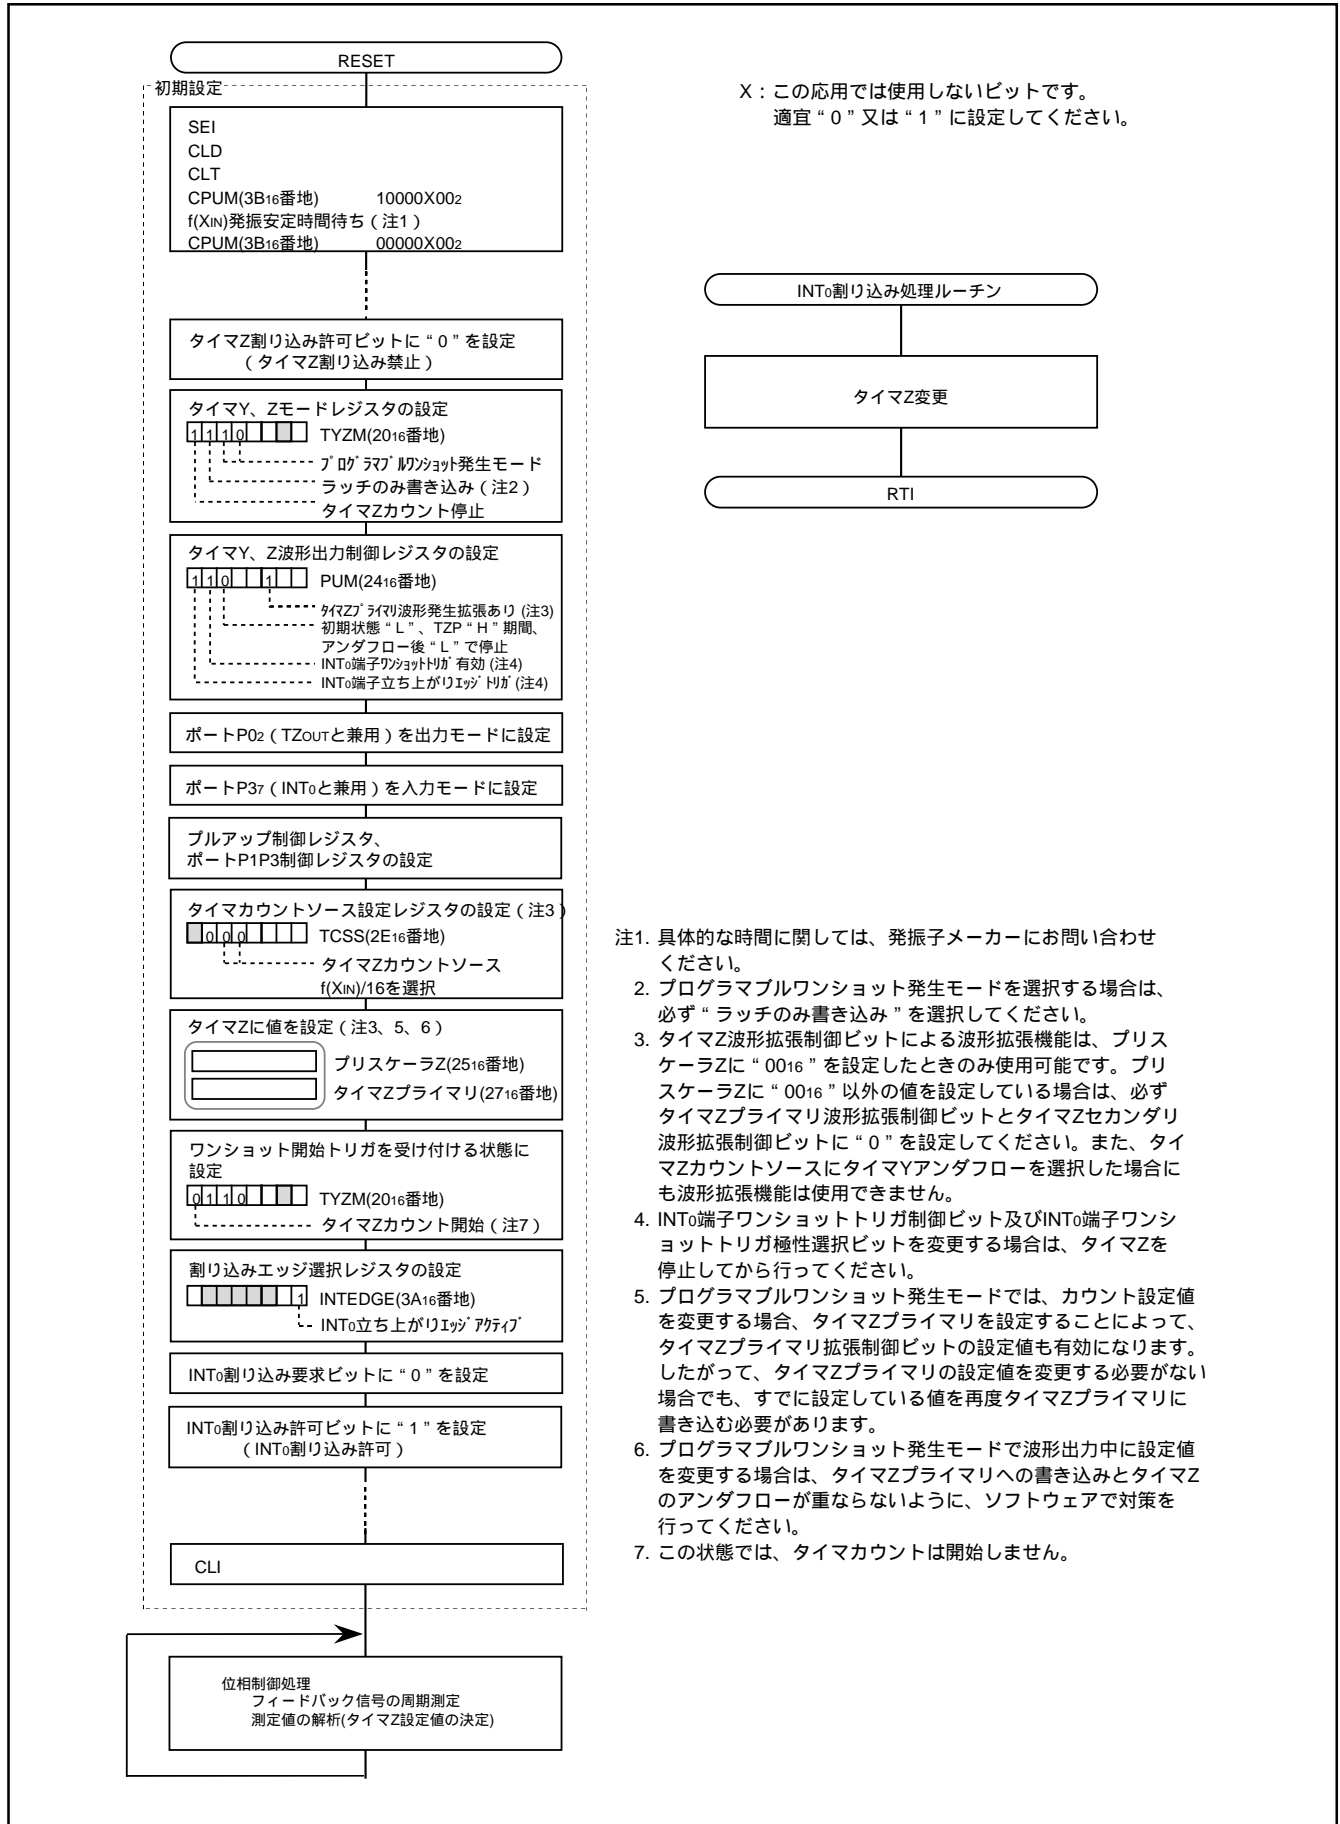 RESET
初期設定
SEI
CLD
CLT
CPUM(3B16番地) 10000X002
f(XIN)発振安定時間待ち（注1）
CPUM(3B16番地) 00000X002
タイマZ割り込み許可ビットに“0”を設定
（タイマZ割り込み禁止）
タイマY、Zモードレジスタの設定
1 1 1 0 TYZM(2016番地)
プログラマブルワンショット発生モード
ラッチのみ書き込み（注2）
タイマZカウント停止
タイマY、Z波形出力制御レジスタの設定
1 1 0 1 PUM(2416番地)
タイマZプライマリ波形発生拡張あり (注3)
初期状態“L”、TZP“H”期間、
アンダフロー後“L”で停止
INT0端子ワンショットトリガ有効 (注4)
INT0端子立ち上がりエッジトリガ (注4)
ポートP02（TZOUTと兼用）を出力モードに設定
ポートP37（INT0と兼用）を入力モードに設定
プルアップ制御レジスタ、
ポートP1P3制御レジスタの設定
タイマカウントソース設定レジスタの設定（注3）
0 0 0 TCSS(2E16番地)
タイマZカウントソース
f(XIN)/16を選択
タイマZに値を設定（注3、5、6）
プリスケーラZ(2516番地)
タイマZプライマリ(2716番地)
ワンショット開始トリガを受け付ける状態に
設定
0 1 1 0 TYZM(2016番地)
タイマZカウント開始（注7）
割り込みエッジ選択レジスタの設定
1 INTEDGE(3A16番地)
INT0立ち上がりエッジアクティブ
INT0割り込み要求ビットに“0”を設定
INT0割り込み許可ビットに“1”を設定
（INT0割り込み許可）
CLI
位相制御処理
フィードバック信号の周期測定
測定値の解析(タイマZ設定値の決定)
X：この応用では使用しないビットです。
適宜“0”又は“1”に設定してください。
INT0割り込み処理ルーチン
タイマZ変更
RTI
注1. 具体的な時間に関しては、発振子メーカーにお問い合わせ
ください。
2. プログラマブルワンショット発生モードを選択する場合は、
必ず“ラッチのみ書き込み”を選択してください。
3. タイマZ波形拡張制御ビットによる波形拡張機能は、プリス
ケーラZに“0016”を設定したときのみ使用可能です。プリ
スケーラZに“0016”以外の値を設定している場合は、必ず
タイマZプライマリ波形拡張制御ビットとタイマZセカンダリ
波形拡張制御ビットに“0”を設定してください。また、タイ
マZカウントソースにタイマYアンダフローを選択した場合に
も波形拡張機能は使用できません。
4. INT0端子ワンショットトリガ制御ビット及びINT0端子ワンシ
ョットトリガ極性選択ビットを変更する場合は、タイマZを
停止してから行ってください。
5. プログラマブルワンショット発生モードでは、カウント設定値
を変更する場合、タイマZプライマリを設定することによって、
タイマZプライマリ拡張制御ビットの設定値も有効になります。
したがって、タイマZプライマリの設定値を変更する必要がない
場合でも、すでに設定している値を再度タイマZプライマリに
書き込む必要があります。
6. プログラマブルワンショット発生モードで波形出力中に設定値
を変更する場合は、タイマZプライマリへの書き込みとタイマZ
のアンダフローが重ならないように、ソフトウェアで対策を
行ってください。
7. この状態では、タイマカウントは開始しません。